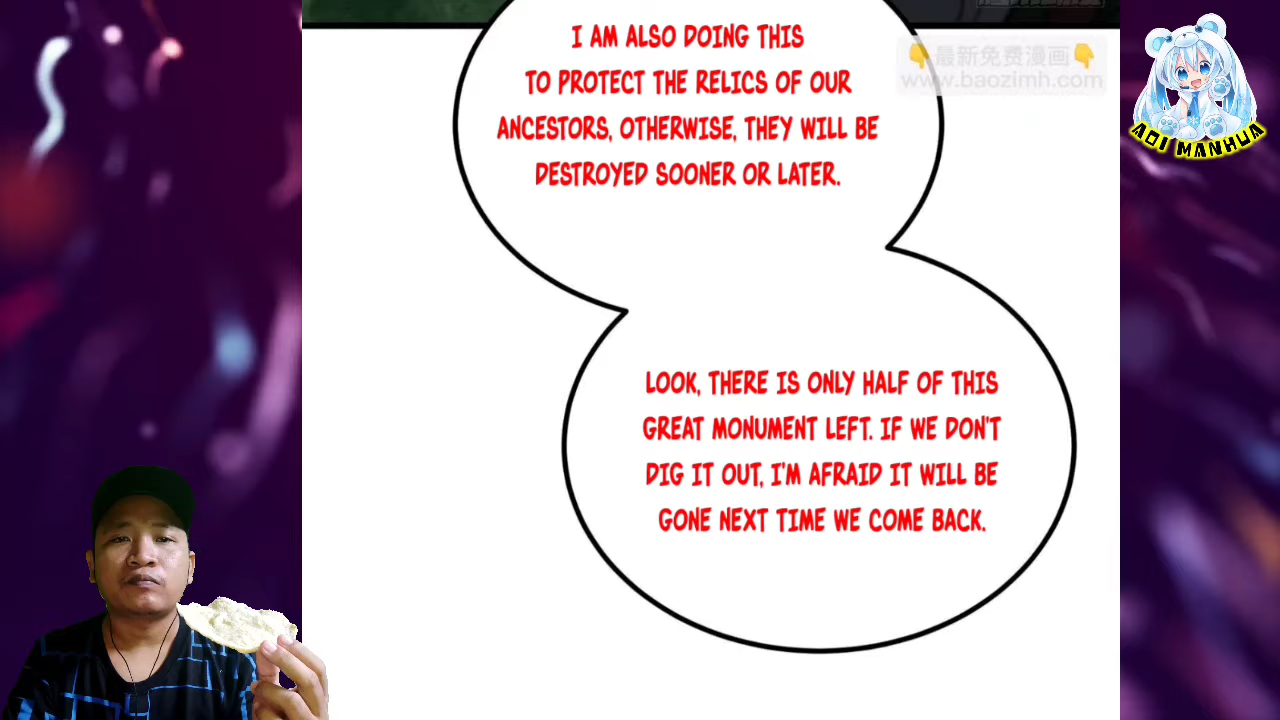 I AM ALSO DOING THIS
TO PROTECT THE RELICS OF OUR
ANCESTORS, OTHERWISE, THEY WILL BE
DESTROYED SOONER OR LATER.
👇最新免费漫画👇
www.baozimh.com
AOI MANHUA
LOOK, THERE IS ONLY HALF OF THIS
GREAT MONUMENT LEFT. IF WE DON'T
DIG IT OUT, I'M AFRAID IT WILL BE
GONE NEXT TIME WE COME BACK.